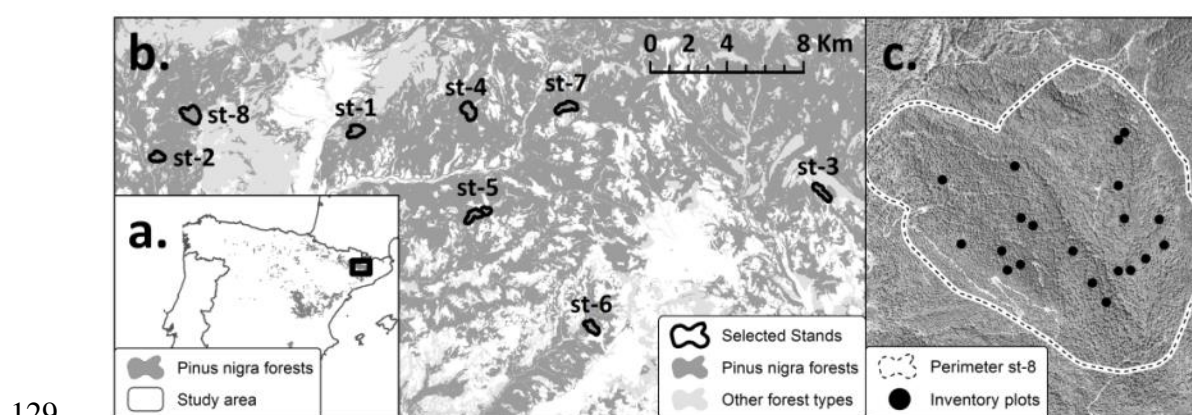 b.
0 2 4 8 Km
st-8
st-1
st-4
st-7
st-2
st-3
st-5
st-6
a.
Pinus nigra forests
Study area
Selected Stands
Pinus nigra forests
Other forest types
c.
Perimeter st-8
Inventory plots
129